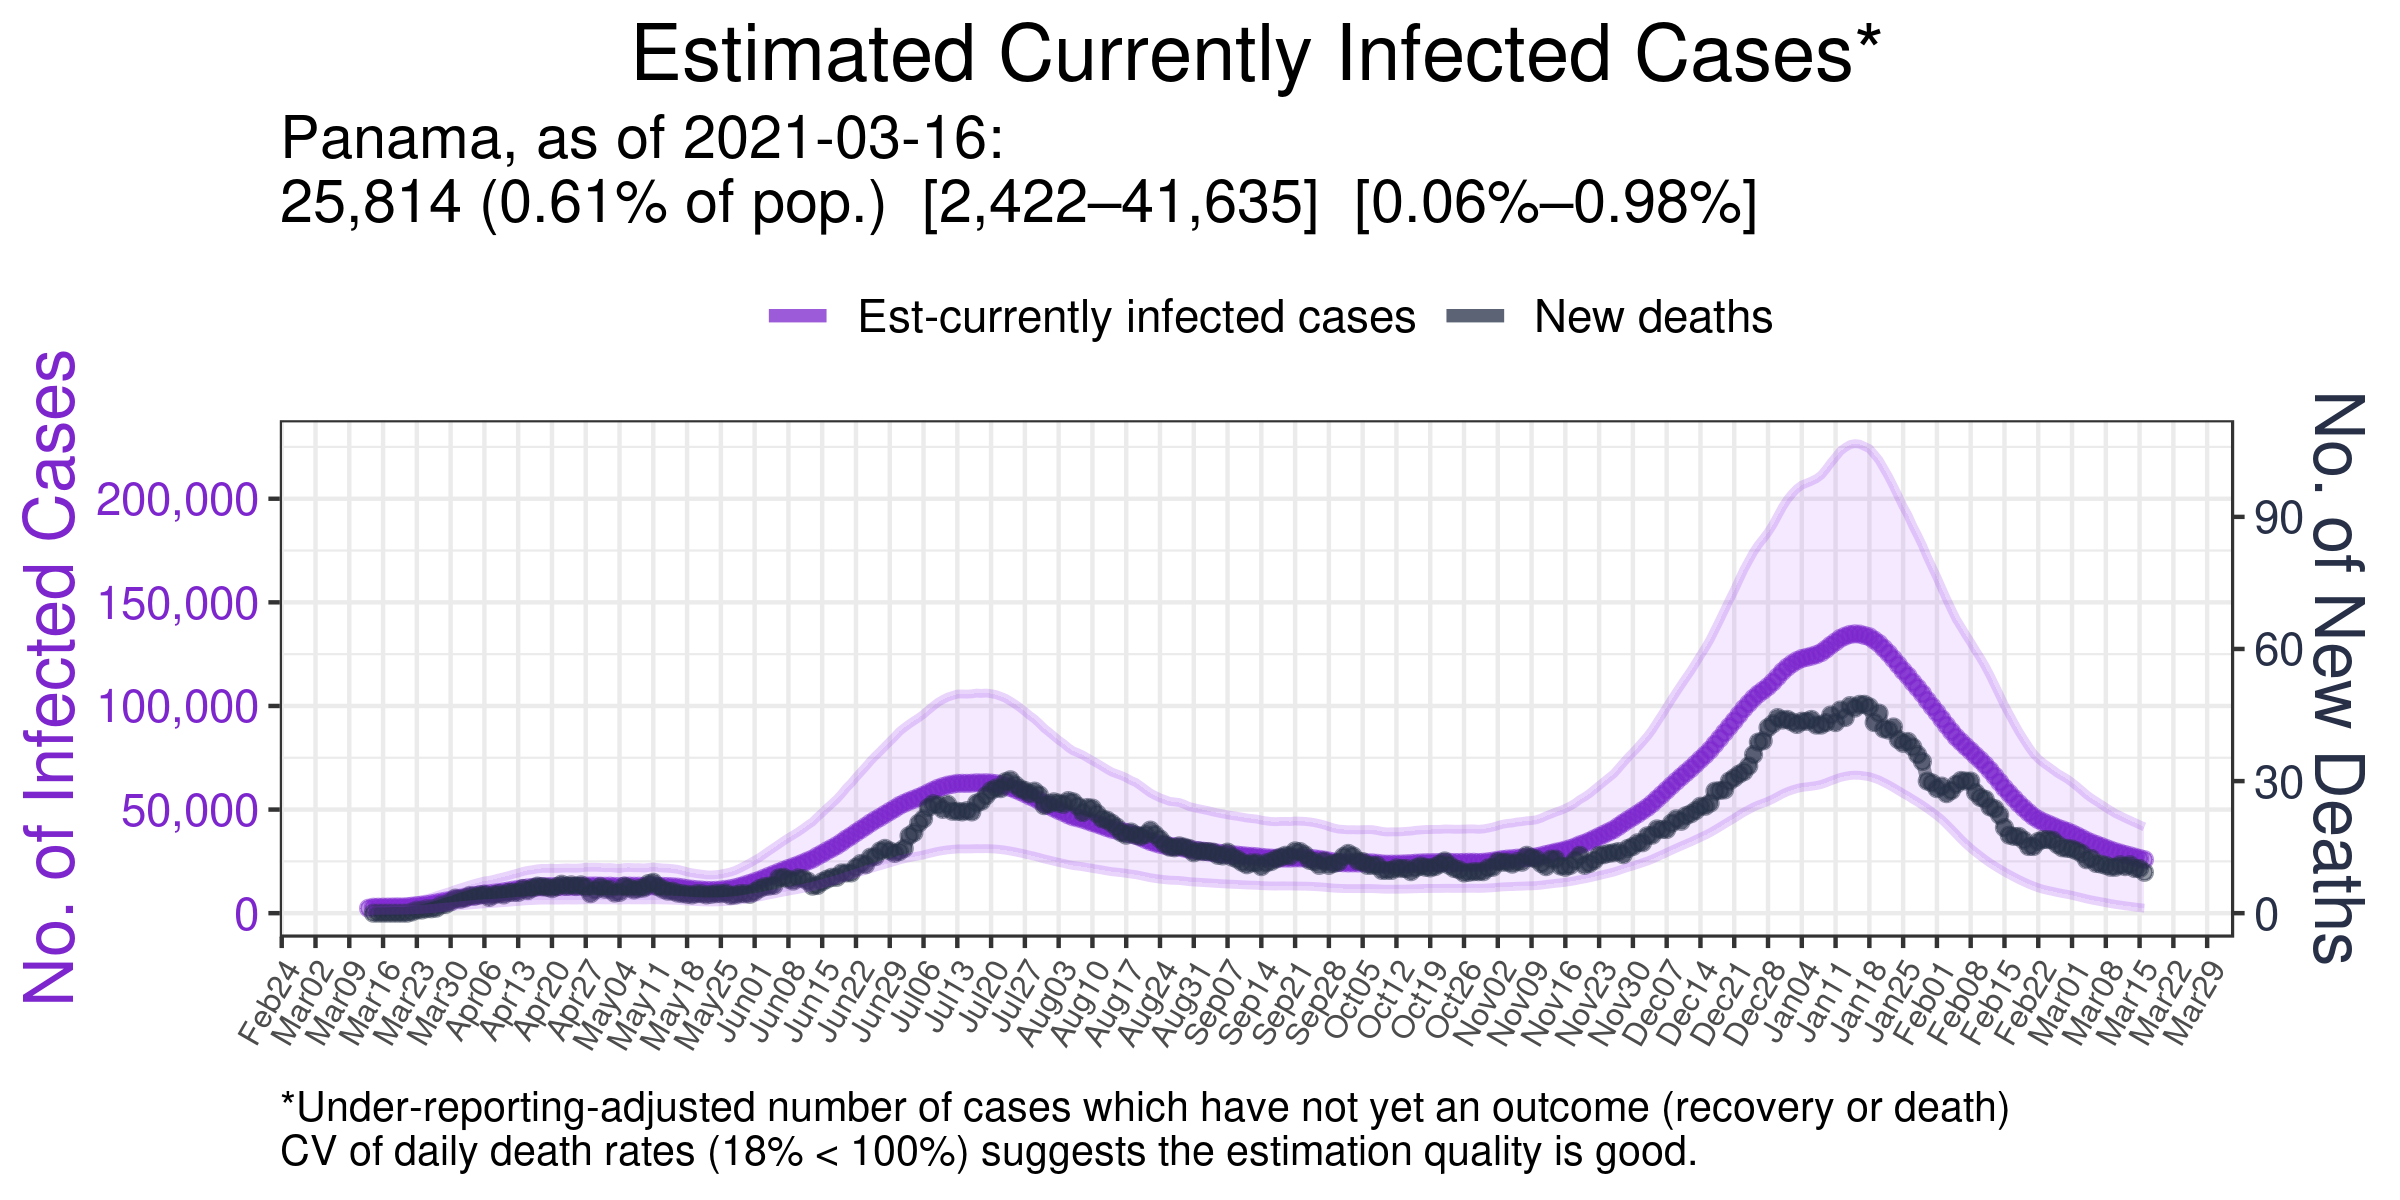 Estimated Currently Infected Cases*
Panama, as of 2021-03-16:
25,814 (0.61% of pop.) [2,422–41,635] [0.06%–0.98%]
Est-currently infected cases
New deaths
No. of Infected Cases
200,000
150,000
100,000
50,000
0
90
60
30
0
No. of New Deaths
Feb24
Mar02
Mar09
Mar16
Mar23
Mar30
Apr06
Apr13
Apr20
Apr27
May04
May11
May18
May25
Jun01
Jun08
Jun15
Jun22
Jun29
Jul06
Jul13
Jul20
Jul27
Aug03
Aug10
Aug17
Aug24
Aug31
Sep07
Sep14
Sep21
Sep28
Oct05
Oct12
Oct19
Oct26
Nov02
Nov09
Nov16
Nov23
Nov30
Dec07
Dec14
Dec21
Dec28
Jan04
Jan11
Jan18
Jan25
Feb01
Feb08
Feb15
Feb22
Mar01
Mar08
Mar15
Mar22
Mar29
*Under-reporting-adjusted number of cases which have not yet an outcome (recovery or death)
CV of daily death rates (18% < 100%) suggests the estimation quality is good.